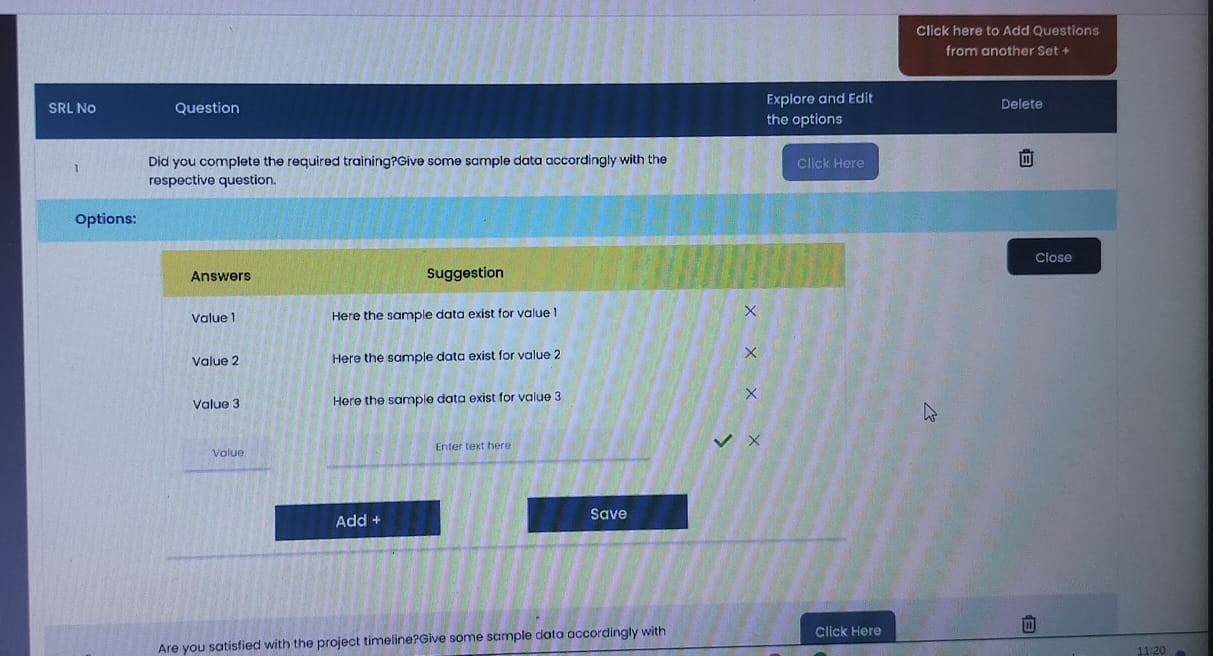 Click here to Add Questions
from another Set +
SRL No
Question
Explore and Edit
the options
Delete
1
Did you complete the required training?Give some sample data accordingly with the
respective question.
Click Here
Options:
Close
Answers
Suggestion
Value 1
Here the sample data exist for value 1
Value 2
Here the sample data exist for value 2
Value 3
Here the sample data exist for value 3
Value
Enter text here
Add +
Save
Are you satisfied with the project timeline?Give some sample data accordingly with
Click Here
11:20